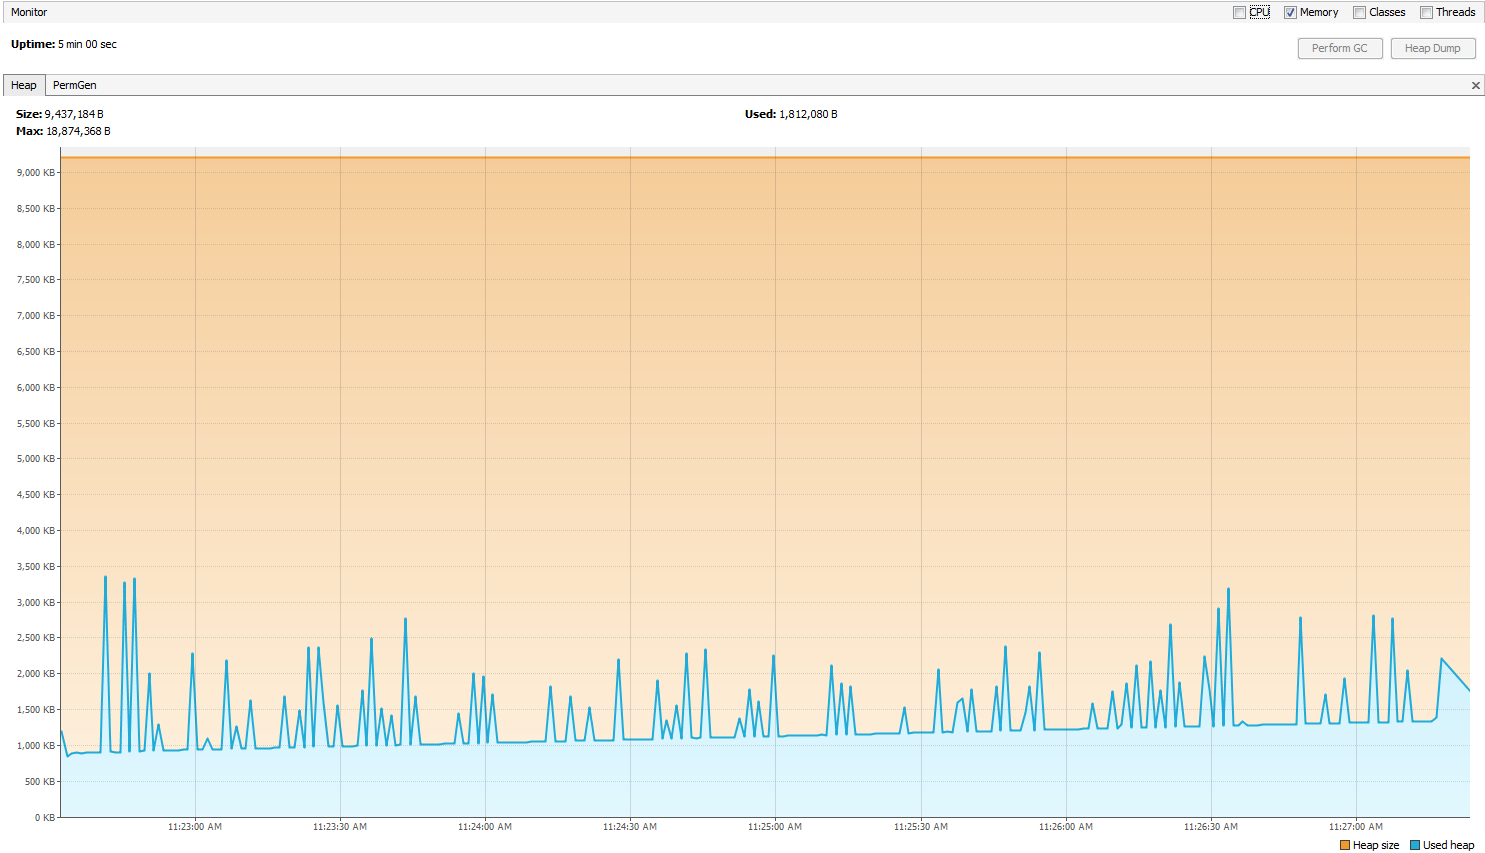 Monitor CPU Memory Classes Threads
Uptime: 5 min 00 sec
Perform GC Heap Dump
Heap PermGen
Size: 9,437,184 B Used: 1,812,080 B
Max: 18,874,368 B
9,000 KB
8,500 KB
8,000 KB
7,500 KB
7,000 KB
6,500 KB
6,000 KB
5,500 KB
5,000 KB
4,500 KB
4,000 KB
3,500 KB
3,000 KB
2,500 KB
2,000 KB
1,500 KB
1,000 KB
500 KB
0 KB
11:23:00 AM 11:23:30 AM 11:24:00 AM 11:24:30 AM 11:25:00 AM 11:25:30 AM 11:26:00 AM 11:26:30 AM 11:27:00 AM
Heap size Used heap